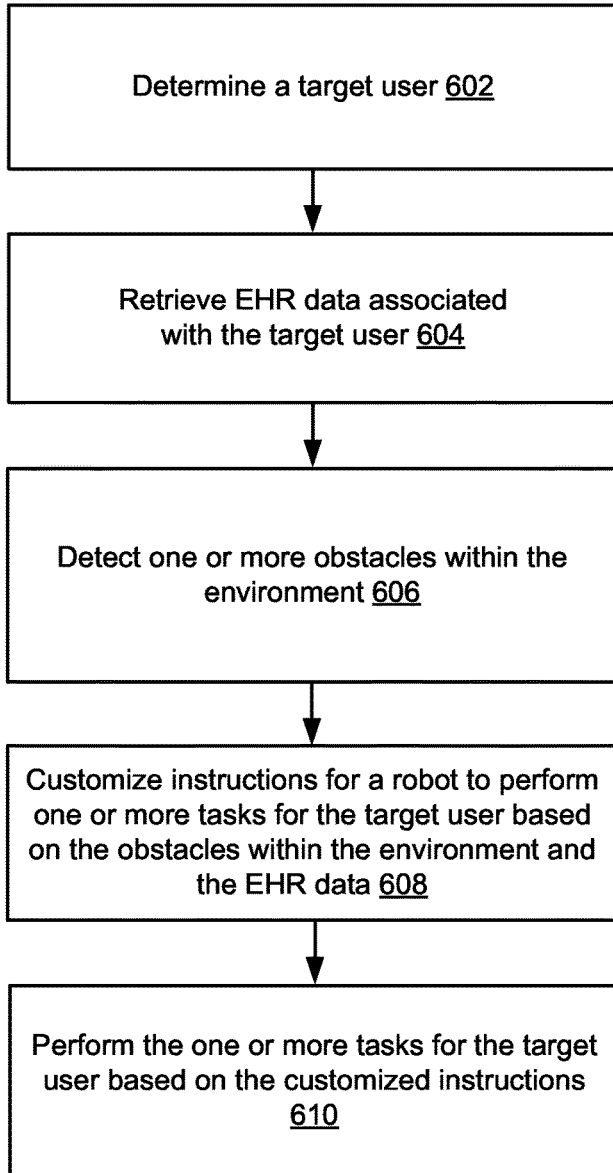 Determine a target user 602
Retrieve EHR data associated
with the target user 604
Detect one or more obstacles within the
environment 606
Customize instructions for a robot to perform
one or more tasks for the target user based
on the obstacles within the environment and
the EHR data 608
Perform the one or more tasks for the target
user based on the customized instructions
610